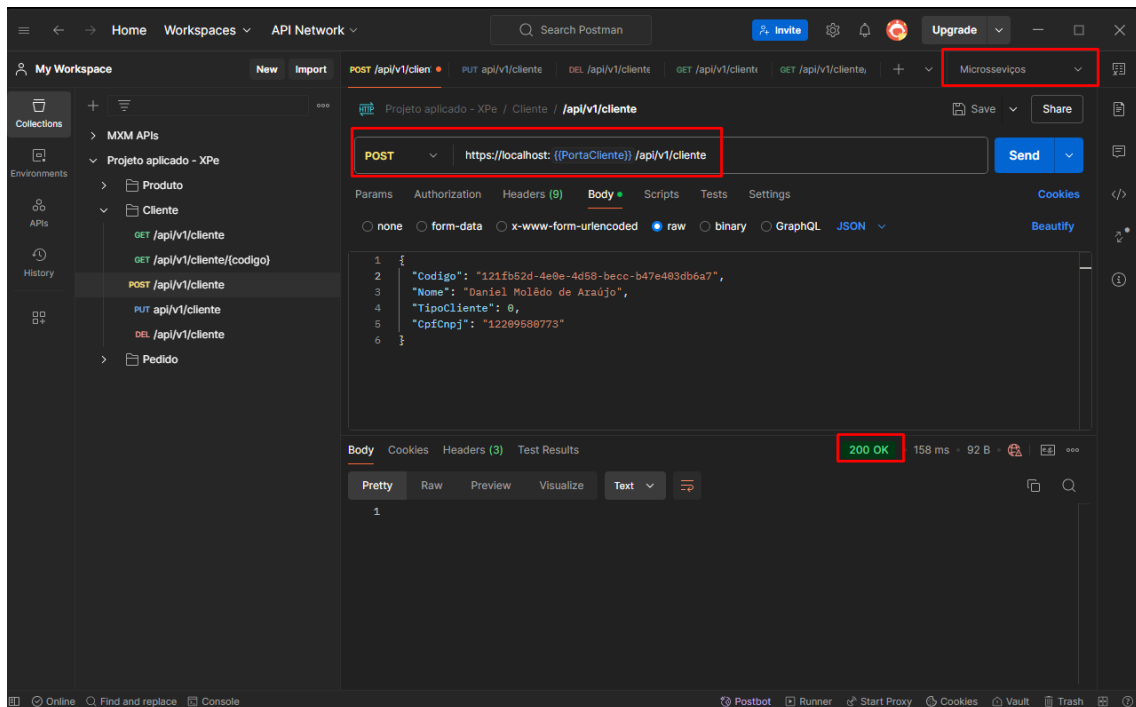 Home Workspaces API Network Search Postman Invite Upgrade
My Workspace New Import POST /api/v1/clien PUT api/v1/cliente DEL /api/v1/cliente GET /api/v1/cliente GET /api/v1/cliente/ Microsseviços
Collections
Environments
APIs
History
MXM APIs
Projeto aplicado - XPe
Produto
Cliente
GET /api/v1/cliente
GET /api/v1/cliente/{codigo}
POST /api/v1/cliente
PUT api/v1/cliente
DEL /api/v1/cliente
Pedido
HTTP Projeto aplicado - XPe / Cliente / /api/v1/cliente Save Share
POST https://localhost: {{PortaCliente}} /api/v1/cliente Send
Params Authorization Headers (9) Body Scripts Tests Settings Cookies
none form-data x-www-form-urlencoded raw binary GraphQL JSON Beautify
1 {
2 "Codigo": "121fb52d-4e0e-4d58-becc-b47e403db6a7",
3 "Nome": "Daniel Molêdo de Araújo",
4 "TipoCliente": 0,
5 "CpfCnpj": "12209580773"
6 }
Body Cookies Headers (3) Test Results 200 OK 158 ms 92 B e.g.
Pretty Raw Preview Visualize Text
1
Online Find and replace Console Postbot Runner Start Proxy Cookies Vault Trash